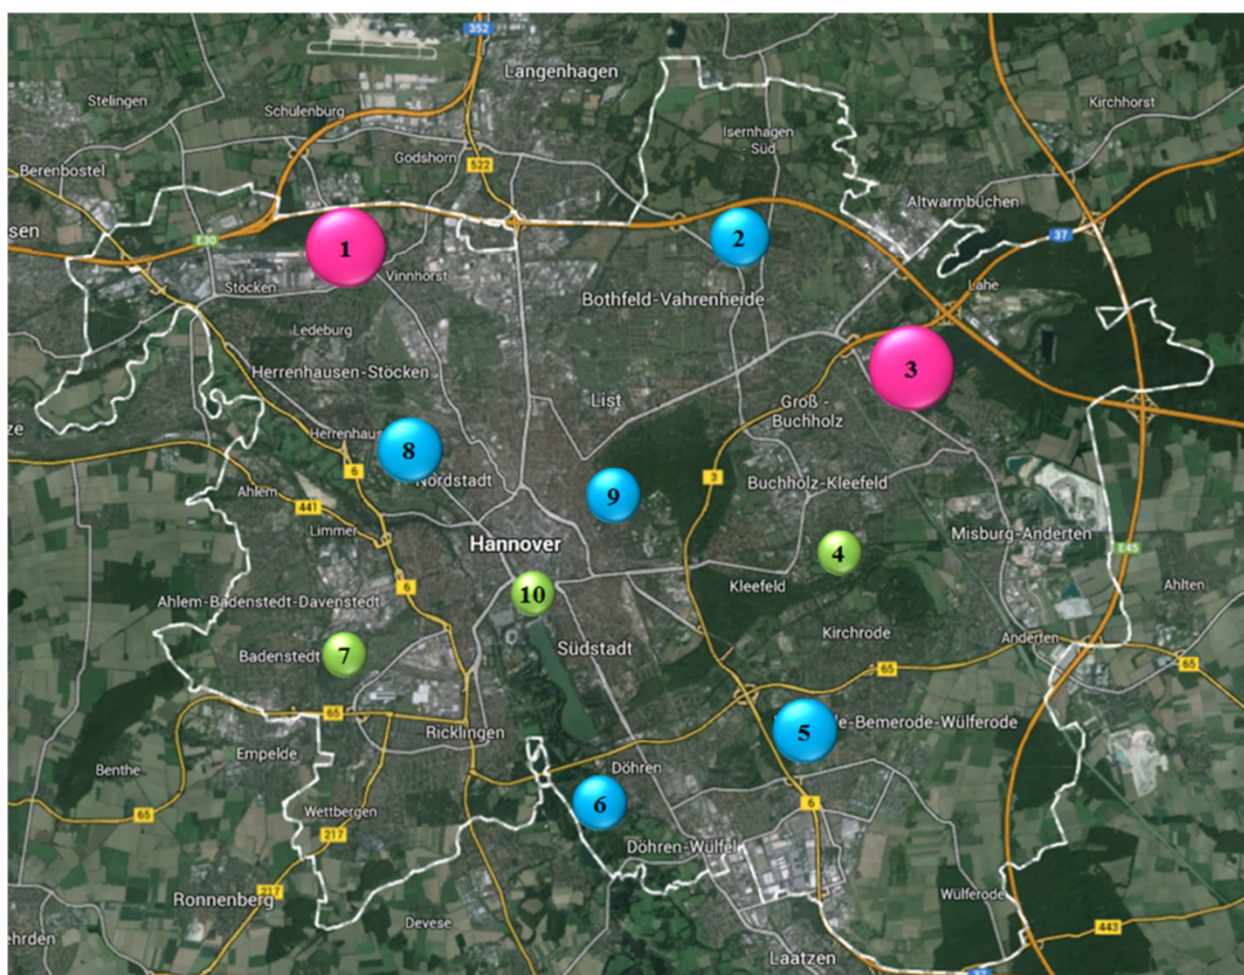 352
Langenhagen
Stelingen
Schulenburg
Kirchhorst
Isernhagen
- Süd
Godshorn
522
Berenbostel
Altwarmbüchen
sen
E30
1
2
37
Vinnhorst
Stöcken
Lahe
Bothfeld-Vahrenheide
Ledeburg
3
Herrenhausen-Stöcken
List
Groß -
Buchholz
ze
Herrenhaus
8
6
Nordstadt
3
Buchholz-Kleefeld
Ahlem
9
441
Limmer
Misburg-Anderten
Hannover
E45
4
6
Kleefeld
Ahlten
10
Ahlem-Badenstedt-Davenstedt
Kirchrode
Anderten
Südstadt
Badenstedt
7
65
65
65
5
de-Bemerode-Wülferode
Ricklingen
Empelde
Döhren
Benthe
6
6
65
Wettbergen
217
Döhren-Wülfel
217
Ronnenberg
Wülferode
Devese
443
ehrden
Laatzen
37